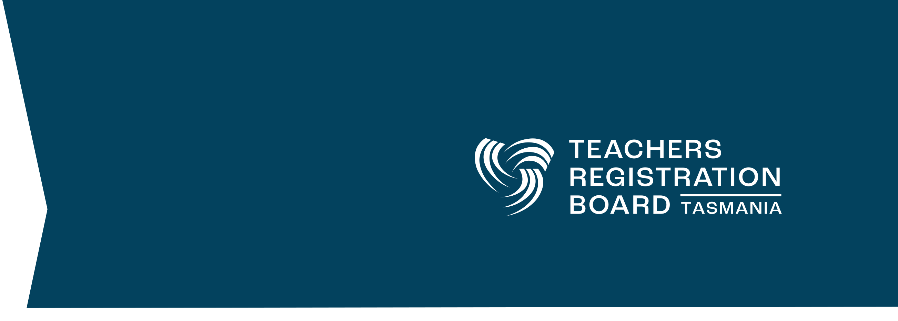 TEACHERS
REGISTRATION
BOARD TASMANIA